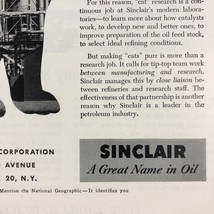 For this reason, "cat" research is a con-
tinuous job at Sinclair's modern labora-
tories—to learn more about how catalysts
work, to develop new and better ones, to
improve preparation of the oil feed stock,
to select ideal refining conditions.
But making "cats" purr is more than a
research job. It calls for tip-top team work
between manufacturing and research.
Sinclair manages this by close liaison be-
tween refineries and research staff. The
effectiveness of that partnership is another
reason why Sinclair is a leader in the
petroleum industry.
CORPORATION
AVENUE
20, N.Y.
SINCLAIR
A Great Name in Oil
Mention the National Geographic—It identifies you